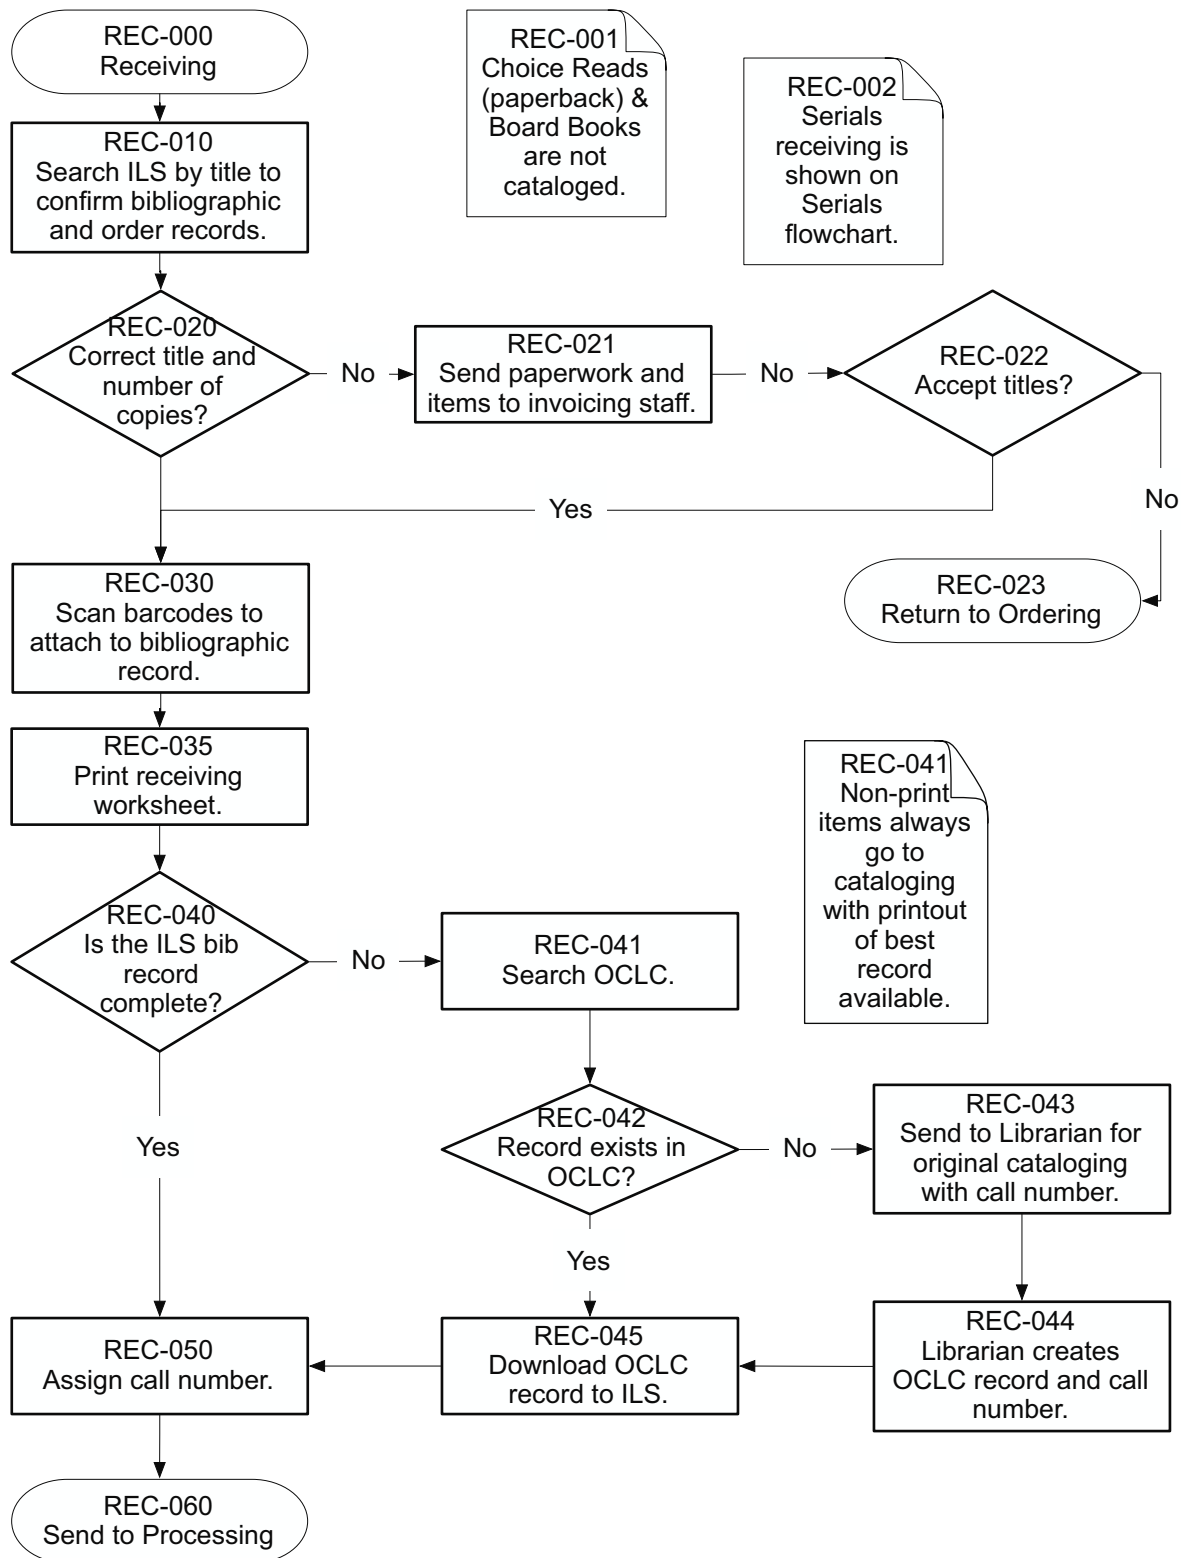 REC-000
Receiving
REC-001
Choice Reads
(paperback) &
Board Books
are not
cataloged.
REC-002
Serials
receiving is
shown on
Serials
flowchart.
REC-010
Search ILS by title to
confirm bibliographic
and order records.
REC-020
Correct title and
number of
copies?
No
REC-021
Send paperwork and
items to invoicing staff.
No
REC-022
Accept titles?
No
Yes
REC-023
Return to Ordering
REC-030
Scan barcodes to
attach to bibliographic
record.
REC-035
Print receiving
worksheet.
REC-041
Non-print
items always
go to
cataloging
with printout
of best
record
available.
REC-040
Is the ILS bib
record
complete?
No
REC-041
Search OCLC.
Yes
REC-042
Record exists in
OCLC?
No
REC-043
Send to Librarian for
original cataloging
with call number.
Yes
REC-044
Librarian creates
OCLC record and call
number.
REC-045
Download OCLC
record to ILS.
REC-050
Assign call number.
REC-060
Send to Processing